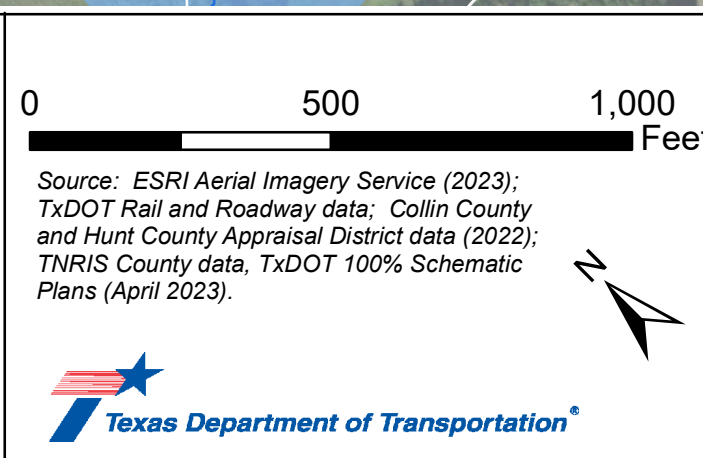 0 500 1,000
Feet
Source: ESRI Aerial Imagery Service (2023);
TxDOT Rail and Roadway data; Collin County
and Hunt County Appraisal District data (2022);
TNRIS County data, TxDOT 100% Schematic
Plans (April 2023).
N
Texas Department of Transportation®